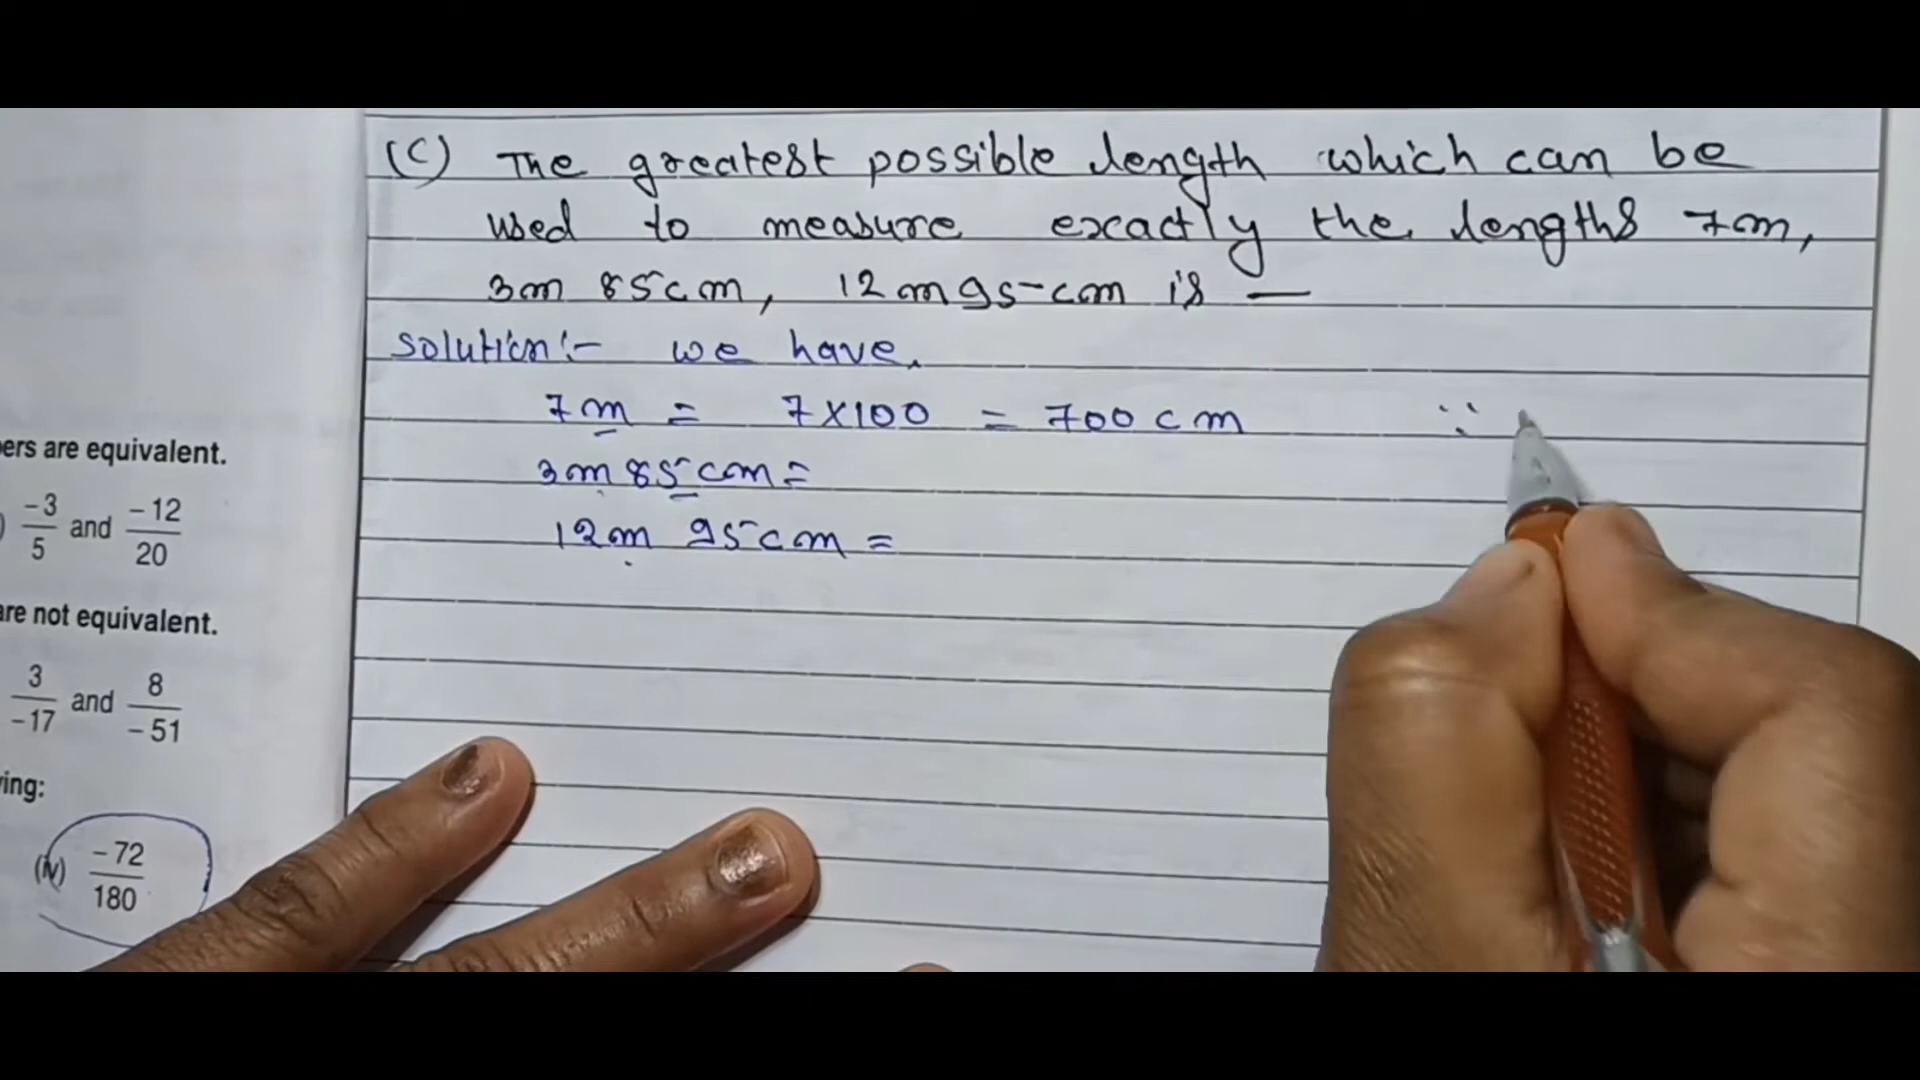 (C) The greatest possible length which can be
used to measure exactly the lengths 7m,
3m 85cm, 12m 95cm is —
Solution:- we have,
7m = 7×100 = 700 cm ∵
3m 85cm =
12m 95cm =
ers are equivalent.
-3/5 and -12/20
are not equivalent.
3/-17 and 8/-51
ing:
(iv) -72/180